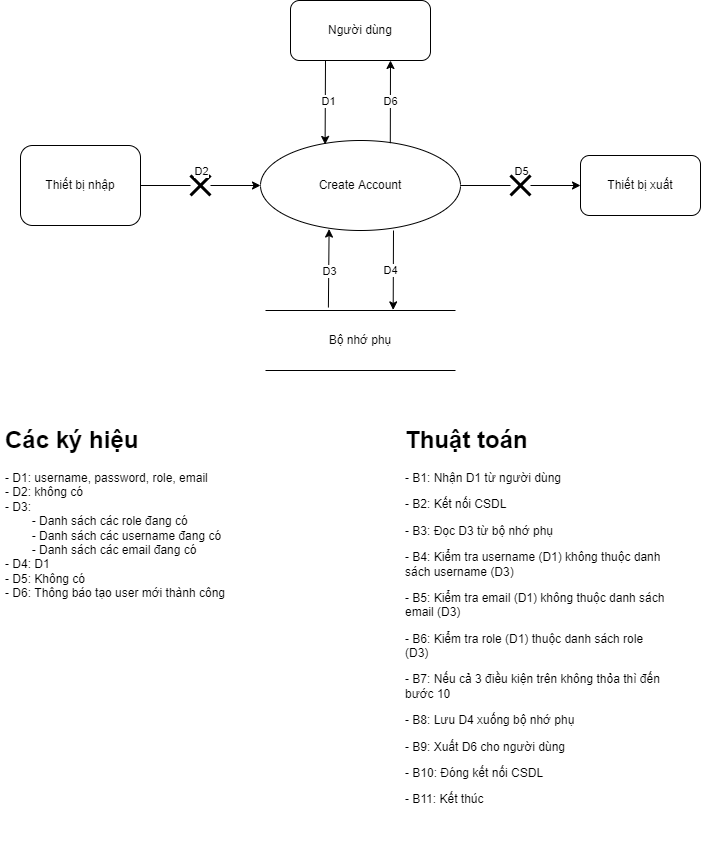 Người dùng
D1
D6
Thiết bị nhập
D2
Create Account
D5
Thiết bị xuất
D3
D4
Bộ nhớ phụ
Các ký hiệu
- D1: username, password, role, email
- D2: không có
- D3:
- Danh sách các role đang có
- Danh sách các username đang có
- Danh sách các email đang có
- D4: D1
- D5: Không có
- D6: Thông báo tạo user mới thành công
Thuật toán
- B1: Nhận D1 từ người dùng
- B2: Kết nối CSDL
- B3: Đọc D3 từ bộ nhớ phụ
- B4: Kiểm tra username (D1) không thuộc danh
sách username (D3)
- B5: Kiểm tra email (D1) không thuộc danh sách
email (D3)
- B6: Kiểm tra role (D1) thuộc danh sách role
(D3)
- B7: Nếu cả 3 điều kiện trên không thỏa thì đến
bước 10
- B8: Lưu D4 xuống bộ nhớ phụ
- B9: Xuất D6 cho người dùng
- B10: Đóng kết nối CSDL
- B11: Kết thúc